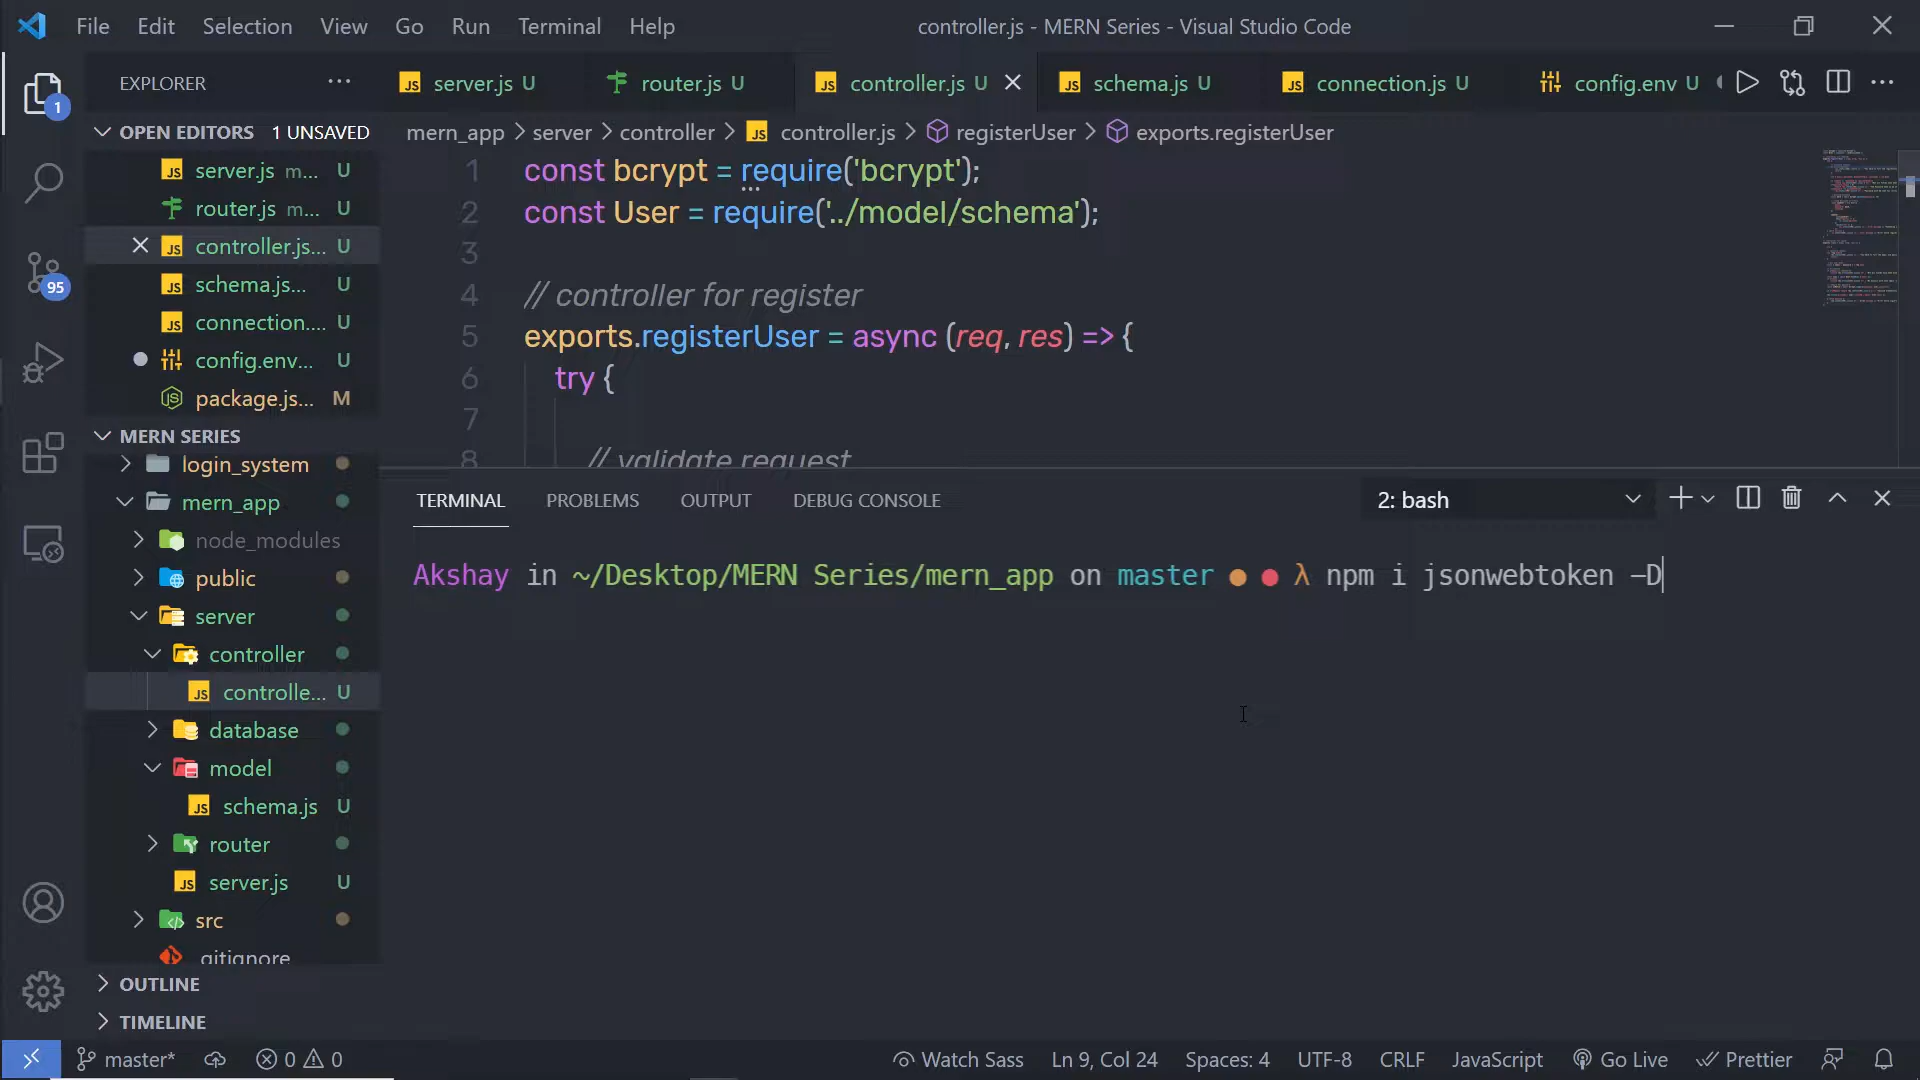 File Edit Selection View Go Run Terminal Help controller.js - MERN Series - Visual Studio Code
1
95
EXPLORER
OPEN EDITORS 1 UNSAVED
server.js m... U
router.js m... U
controller.js... U
schema.js... U
connection.... U
config.env... U
package.js... M
MERN SERIES
login_system
mern_app
node_modules
public
server
controller
controlle... U
database
model
schema.js U
router
server.js U
src
.gitignore
OUTLINE
TIMELINE
server.js U router.js U controller.js U schema.js U connection.js U config.env U
mern_app > server > controller > controller.js > registerUser > exports.registerUser
1 const bcrypt = require('bcrypt');
2 const User = require('../model/schema');
3
4 // controller for register
5 exports.registerUser = async (req, res) => {
6 try {
7
8 // validate request
TERMINAL PROBLEMS OUTPUT DEBUG CONSOLE 2: bash
Akshay in ~/Desktop/MERN Series/mern_app on master ● ● λ npm i jsonwebtoken -D
master* 0 0 Watch Sass Ln 9, Col 24 Spaces: 4 UTF-8 CRLF JavaScript Go Live Prettier